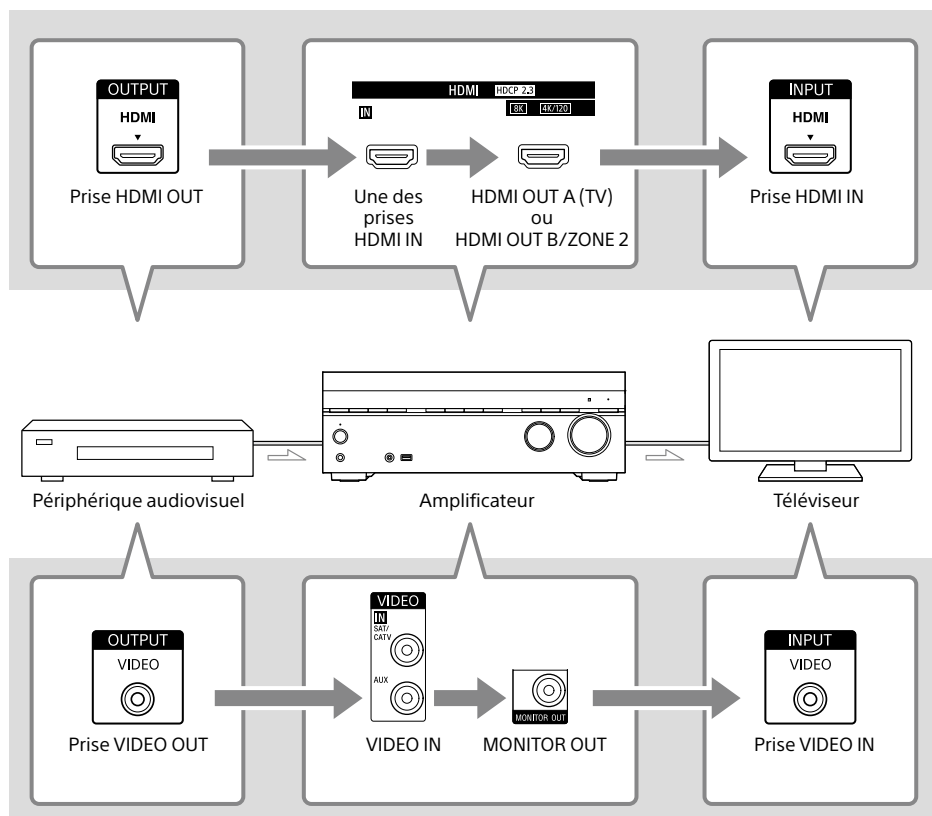 OUTPUT
HDMI
Prise HDMI OUT
HDMI HDCP 2.3
IN
8K 4K/120
Une des
prises
HDMI IN
HDMI OUT A (TV)
ou
HDMI OUT B/ZONE 2
INPUT
HDMI
Prise HDMI IN
Périphérique audiovisuel
Amplificateur
Téléviseur
OUTPUT
VIDEO
Prise VIDEO OUT
VIDEO
IN
SAT/
CATV
AUX
VIDEO IN
MONITOR OUT
MONITOR OUT
INPUT
VIDEO
Prise VIDEO IN